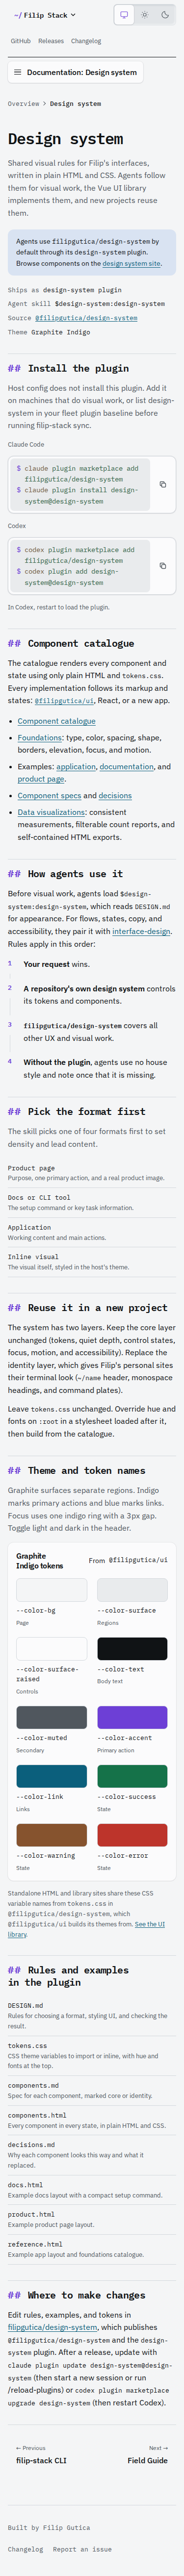 ~/Filip Stack
GitHub Releases Changelog
Documentation: Design system
Overview > Design system
Design system
Shared visual rules for Filip's interfaces,
written in plain HTML and CSS. Agents follow
them for visual work, the Vue UI library
implements them, and new projects reuse
them.
Agents use filipgutica/design-system by
default through its design-system plugin.
Browse components on the design system site.
Ships as design-system plugin
Agent skill $design-system:design-system
Source @filipgutica/design-system
Theme Graphite Indigo
## Install the plugin
Host config does not install this plugin. Add it
on machines that do visual work, or list design-
system in your fleet plugin baseline before
running filipstack sync.
Claude Code
$ claude plugin marketplace add
filipgutica/design-system
$ claude plugin install design-
system@design-system
Codex
$ codex plugin marketplace add
filipgutica/design-system
$ codex plugin add design-
system@design-system
In Codex, restart to load the plugin.
## Component catalogue
The catalogue renders every component and
state using only plain HTML and tokens.css.
Every implementation follows its markup and
states: @filipgutica/ui, React, or a new app.
• Component catalogue
• Foundations: type, color, spacing, shape,
borders, elevation, focus, and motion.
• Examples: application, documentation, and
product page.
• Component specs and decisions
• Data visualizations: consistent
measurements, filterable count reports, and
self-contained HTML exports.
## How agents use it
Before visual work, agents load $design-
system:design-system, which reads DESIGN.md
for appearance. For flows, states, copy, and
accessibility, they pair it with interface-design.
Rules apply in this order:
1 Your request wins.
2 A repository's own design system controls
its tokens and components.
3 filipgutica/design-system covers all
other UX and visual work.
4 Without the plugin, agents use no house
style and note once that it is missing.
## Pick the format first
The skill picks one of four formats first to set
density and lead content.
Product page
Purpose, one primary action, and a real product image.
Docs or CLI tool
The setup command or key task information.
Application
Working content and main actions.
Inline visual
The visual itself, styled in the host's theme.
## Reuse it in a new project
The system has two layers. Keep the core layer
unchanged (tokens, quiet depth, control states,
focus, motion, and accessibility). Replace the
identity layer, which gives Filip's personal sites
their terminal look (~/name header, monospace
headings, and command plates).
Leave tokens.css unchanged. Override hue and
fonts on :root in a stylesheet loaded after it,
then build from the catalogue.
## Theme and token names
Graphite surfaces separate regions. Indigo
marks primary actions and blue marks links.
Focus uses one indigo ring with a 3px gap.
Toggle light and dark in the header.
Graphite
Indigo tokens
From @filipgutica/ui
--color-bg
Page
--color-surface
Regions
--color-surface-
raised
Controls
--color-text
Body text
--color-muted
Secondary
--color-accent
Primary action
--color-link
Links
--color-success
State
--color-warning
State
--color-error
State
Standalone HTML and library sites share these CSS
variable names from tokens.css in
@filipgutica/design-system, which
@filipgutica/ui builds its themes from. See the UI
library.
## Rules and examples
in the plugin
DESIGN.md
Rules for choosing a format, styling UI, and checking the
result.
tokens.css
CSS theme variables to import or inline, with hue and
fonts at the top.
components.md
Spec for each component, marked core or identity.
components.html
Every component in every state, in plain HTML and CSS.
decisions.md
Why each component looks this way and what it
replaced.
docs.html
Example docs layout with a compact setup command.
product.html
Example product page layout.
reference.html
Example app layout and foundations catalogue.
## Where to make changes
Edit rules, examples, and tokens in
filipgutica/design-system, which publishes
@filipgutica/design-system and the design-
system plugin. After a release, update with
claude plugin update design-system@design-
system (then start a new session or run
/reload-plugins) or codex plugin marketplace
upgrade design-system (then restart Codex).
← Previous
filip-stack CLI
Next →
Field Guide
Built by Filip Gutica
Changelog Report an issue